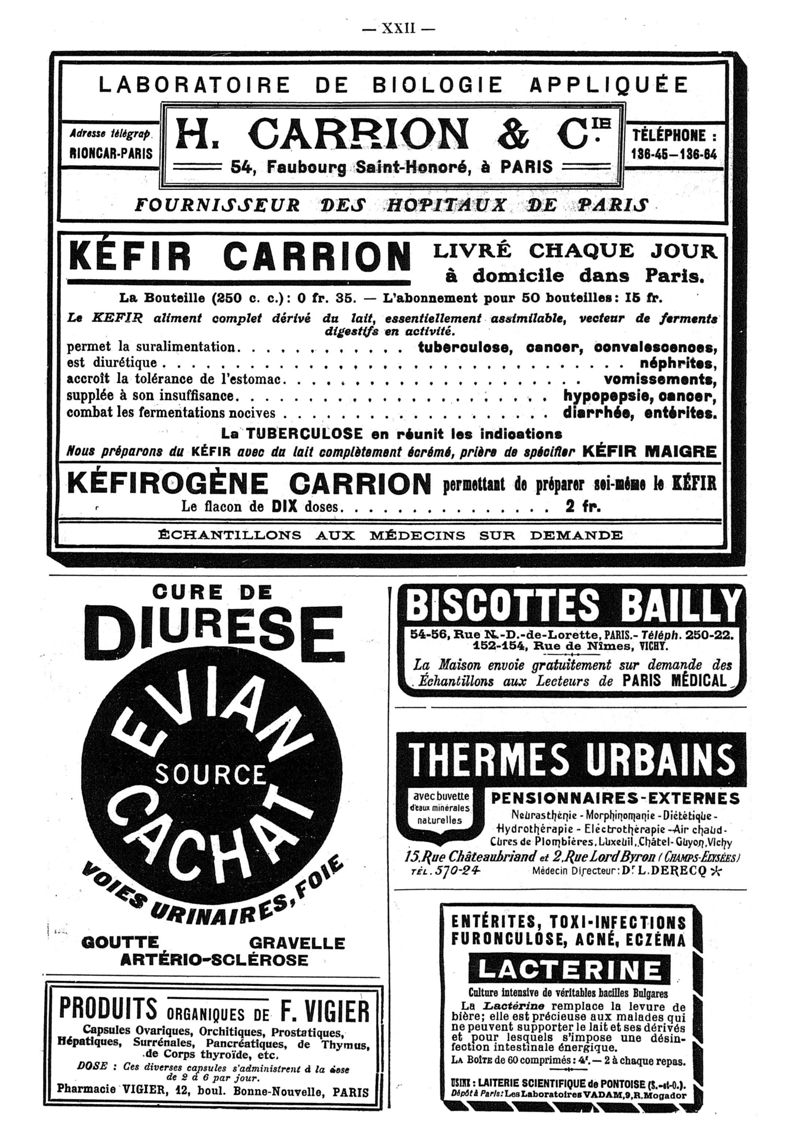 — XXII —
LABORATOIRE DE BIOLOGIE APPLIQUÉE
Adresse télégrap.
RIONCAR-PARIS
H. CARRION & C.IE
54, Faubourg Saint-Honoré, à PARIS
TÉLÉPHONE :
136-45—136-64
FOURNISSEUR DES HOPITAUX DE PARIS
KÉFIR CARRION
LIVRÉ CHAQUE JOUR
à domicile dans Paris.
La Bouteille (250 c. c.): 0 fr. 35. — L'abonnement pour 50 bouteilles: 15 fr.
Le KEFIR aliment complet dérivé du lait, essentiellement assimilable, vecteur de ferments
digestifs en activité.
permet la suralimentation. . . . . . . . . . . . tuberculose, cancer, convalescences,
est diurétique . . . . . . . . . . . . . . . . . . . . . . . . . . . . . . néphrites,
accroît la tolérance de l'estomac. . . . . . . . . . . . . . . . . . . . vomissements,
supplée à son insuffisance. . . . . . . . . . . . . . . . . . . . hypopepsie, cancer,
combat les fermentations nocives . . . . . . . . . . . . . . . . . diarrhée, entérites.
La TUBERCULOSE en réunit les indications
Nous préparons du KÉFIR avec du lait complètement écrémé, prière de spécifier KÉFIR MAIGRE
KÉFIROGÈNE CARRION permettant de préparer soi-même le KÉFIR
Le flacon de DIX doses. . . . . . . . . . . . . . . 2 fr.
ÉCHANTILLONS AUX MÉDECINS SUR DEMANDE
CURE DE
DIURESE
EVIAN
SOURCE
CACHAT
VOIES URINAIRES, FOIE
GOUTTE GRAVELLE
ARTÉRIO-SCLÉROSE
PRODUITS ORGANIQUES DE F. VIGIER
Capsules Ovariques, Orchitiques, Prostatiques,
Hépatiques, Surrénales, Pancréatiques, de Thymus,
de Corps thyroïde, etc.
DOSE : Ces diverses capsules s'administrent à la dose
de 2 à 6 par jour.
Pharmacie VIGIER, 12, boul. Bonne-Nouvelle, PARIS
BISCOTTES BAILLY
54-56, Rue N.-D.-de-Lorette, PARIS.- Téléph. 250-22.
152-154, Rue de Nîmes, VICHY.
La Maison envoie gratuitement sur demande des
Échantillons aux Lecteurs de PARIS MÉDICAL
THERMES URBAINS
avec buvette
d'eaux minérales
naturelles
PENSIONNAIRES-EXTERNES
Neurasthénie - Morphinomanie - Diététique -
Hydrothérapie - Electrothérapie - Air chaud -
Cures de Plombières, Luxeuil, Châtel-Guyon, Vichy
15, Rue Châteaubriand et 2, Rue Lord Byron (CHAMPS-ELYSÉES)
TÉL. 570-24 Médecin Directeur : Dr L. DERECQ
ENTÉRITES, TOXI-INFECTIONS
FURONCULOSE, ACNÉ, ECZÉMA
LACTERINE
Culture intensive de véritables bacilles Bulgares
La Lactérine remplace la levure de
bière; elle est précieuse aux malades qui
ne peuvent supporter le lait et ses dérivés
et pour lesquels s'impose une désin-
fection intestinale énergique.
LA BOÎTE de 60 comprimés : 4f. — 2 à chaque repas.
USINE : LAITERIE SCIENTIFIQUE de PONTOISE (S.-et-O.).
Dépôt à Paris : Les Laboratoires VADAM, 9, R. Mogador